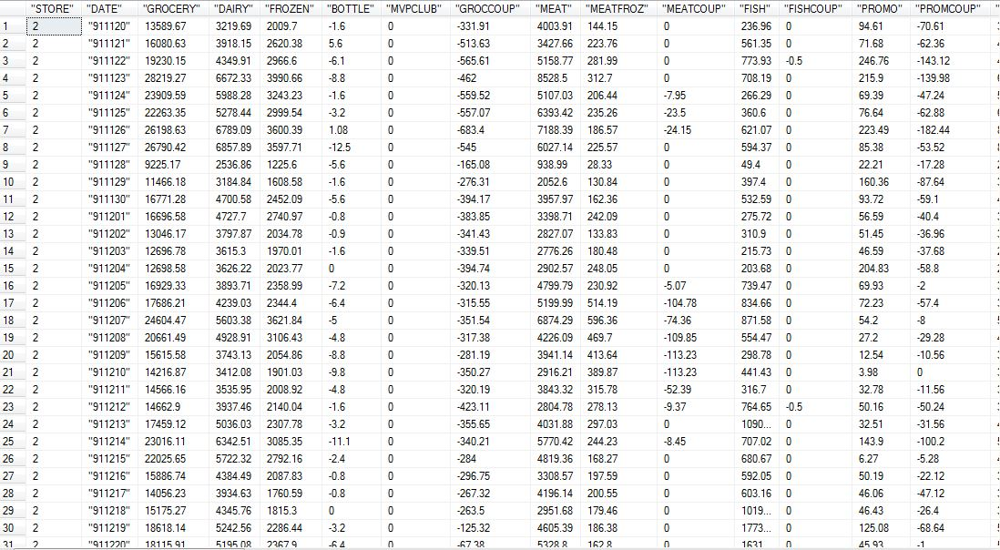 "STORE" "DATE" "GROCERY" "DAIRY" "FROZEN" "BOTTLE" "MVPCLUB" "GROCCOUP" "MEAT" "MEATFROZ" "MEATCOUP" "FISH" "FISHCOUP" "PROMO" "PROMCOUP"
1 2 "911120" 13589.67 3219.69 2009.7 -1.6 0 -331.91 4003.91 144.15 0 236.96 0 94.61 -70.61
2 2 "911121" 16080.63 3918.15 2620.38 5.6 0 -513.63 3427.66 223.76 0 561.35 0 71.68 -62.36
3 2 "911122" 19230.15 4349.91 2966.6 -6.1 0 -565.61 5158.77 281.99 0 773.93 -0.5 246.76 -143.12
4 2 "911123" 28219.27 6672.33 3990.66 -8.8 0 -462 8528.5 312.7 0 708.19 0 215.9 -139.98
5 2 "911124" 23909.59 5988.28 3243.23 -1.6 0 -559.52 5107.03 206.44 -7.95 266.29 0 69.39 -47.24
6 2 "911125" 22263.35 5278.44 2999.54 -3.2 0 -557.07 6393.42 235.26 -23.5 360.6 0 76.64 -62.88
7 2 "911126" 26198.63 6789.09 3600.39 1.08 0 -683.4 7188.39 186.57 -24.15 621.07 0 223.49 -182.44
8 2 "911127" 26790.42 6857.89 3597.71 -12.5 0 -545 6027.14 225.57 0 594.37 0 85.38 -53.52
9 2 "911128" 9225.17 2536.86 1225.6 -5.6 0 -165.08 938.99 28.33 0 49.4 0 22.21 -17.28
10 2 "911129" 11466.18 3184.84 1608.58 -1.6 0 -276.31 2052.6 130.84 0 397.4 0 160.36 -87.64
11 2 "911130" 16771.28 4700.58 2452.09 -5.6 0 -394.17 3957.97 162.36 0 532.59 0 93.72 -59.1
12 2 "911201" 16696.58 4727.7 2740.97 -0.8 0 -383.85 3398.71 242.09 0 275.72 0 56.59 -40.4
13 2 "911202" 13046.17 3797.87 2034.78 -0.9 0 -341.43 2827.07 133.83 0 310.9 0 51.45 -36.96
14 2 "911203" 12696.78 3615.3 1970.01 -1.6 0 -339.51 2776.26 180.48 0 215.73 0 46.59 -37.68
15 2 "911204" 12698.58 3626.22 2023.77 0 0 -394.74 2902.57 248.05 0 203.68 0 204.83 -58.8
16 2 "911205" 16929.33 3893.71 2358.99 -7.2 0 -320.13 4799.79 230.92 -5.07 739.47 0 69.93 -2
17 2 "911206" 17686.21 4239.03 2344.4 -6.4 0 -315.55 5199.99 514.19 -104.78 834.66 0 72.23 -57.4
18 2 "911207" 24604.47 5603.38 3621.84 -5 0 -351.54 6874.29 596.36 -74.36 871.58 0 54.2 -8
19 2 "911208" 20661.49 4928.91 3106.43 -4.8 0 -317.38 4226.09 469.7 -109.85 554.47 0 27.2 -29.28
20 2 "911209" 15615.58 3743.13 2054.86 -8.8 0 -281.19 3941.14 413.64 -113.23 298.78 0 12.54 -10.56
21 2 "911210" 14216.87 3412.08 1901.03 -9.8 0 -350.27 2916.21 389.87 -113.23 441.43 0 3.98 0
22 2 "911211" 14566.16 3535.95 2008.92 -4.8 0 -320.19 3843.32 315.78 -52.39 316.7 0 32.78 -11.56
23 2 "911212" 14662.9 3937.46 2140.04 -1.6 0 -423.11 2804.78 278.13 -9.37 764.65 -0.5 50.16 -50.24
24 2 "911213" 17459.12 5036.03 2307.78 -3.2 0 -355.65 4031.88 297.03 0 1090... 0 32.51 -31.56
25 2 "911214" 23016.11 6342.51 3085.35 -11.1 0 -340.21 5770.42 244.23 -8.45 707.02 0 143.9 -100.2
26 2 "911215" 22025.65 5722.32 2792.16 -2.4 0 -284 4819.36 168.27 0 680.67 0 6.27 -5.28
27 2 "911216" 15886.74 4384.49 2087.83 -0.8 0 -296.75 3308.57 197.59 0 592.05 0 50.19 -22.12
28 2 "911217" 14056.23 3934.63 1760.59 -0.8 0 -267.32 4196.14 200.55 0 603.16 0 46.06 -47.12
29 2 "911218" 15175.27 4345.76 1815.3 0 0 -263.5 2951.68 179.46 0 1019... 0 46.43 -26.4
30 2 "911219" 18618.14 5242.56 2286.44 -3.2 0 -125.32 4605.39 186.38 0 1773... 0 125.08 -68.64
31 2 "911220" 18115.91 5195.08 2367.9 -6.4 0 -67.38 5328.8 162.8 0 1631 0 45.93 -1